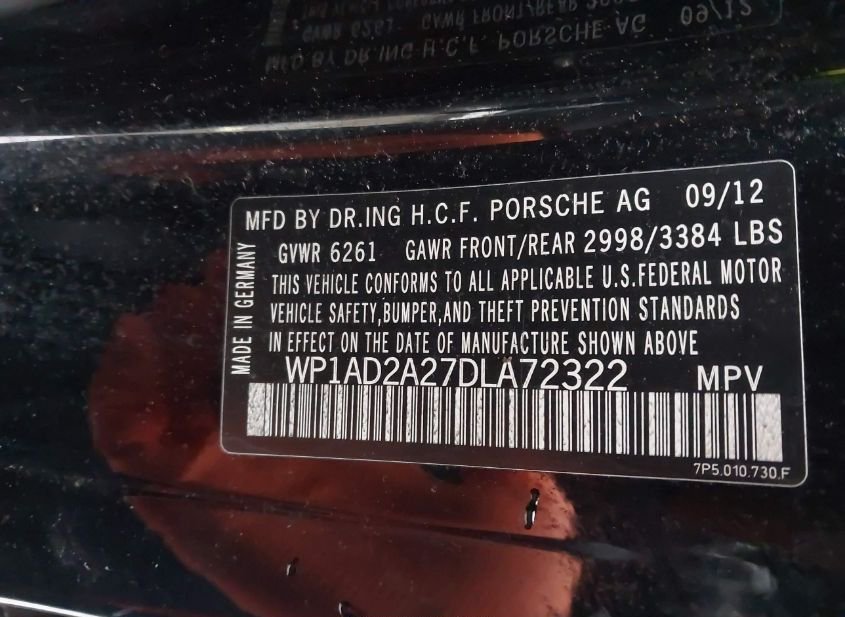 MFD BY DR.ING H.C.F. PORSCHE AG 09/12
GVWR 6261 GAWR FRONT/REAR 2998/3384 LBS
THIS VEHICLE CONFORMS TO ALL APPLICABLE U.S.FEDERAL MOTOR
VEHICLE SAFETY,BUMPER,AND THEFT PREVENTION STANDARDS
IN EFFECT ON THE DATE OF MANUFACTURE SHOWN ABOVE
WP1AD2A27DLA72322 MPV
7P5.010.730.F
MADE IN GERMANY